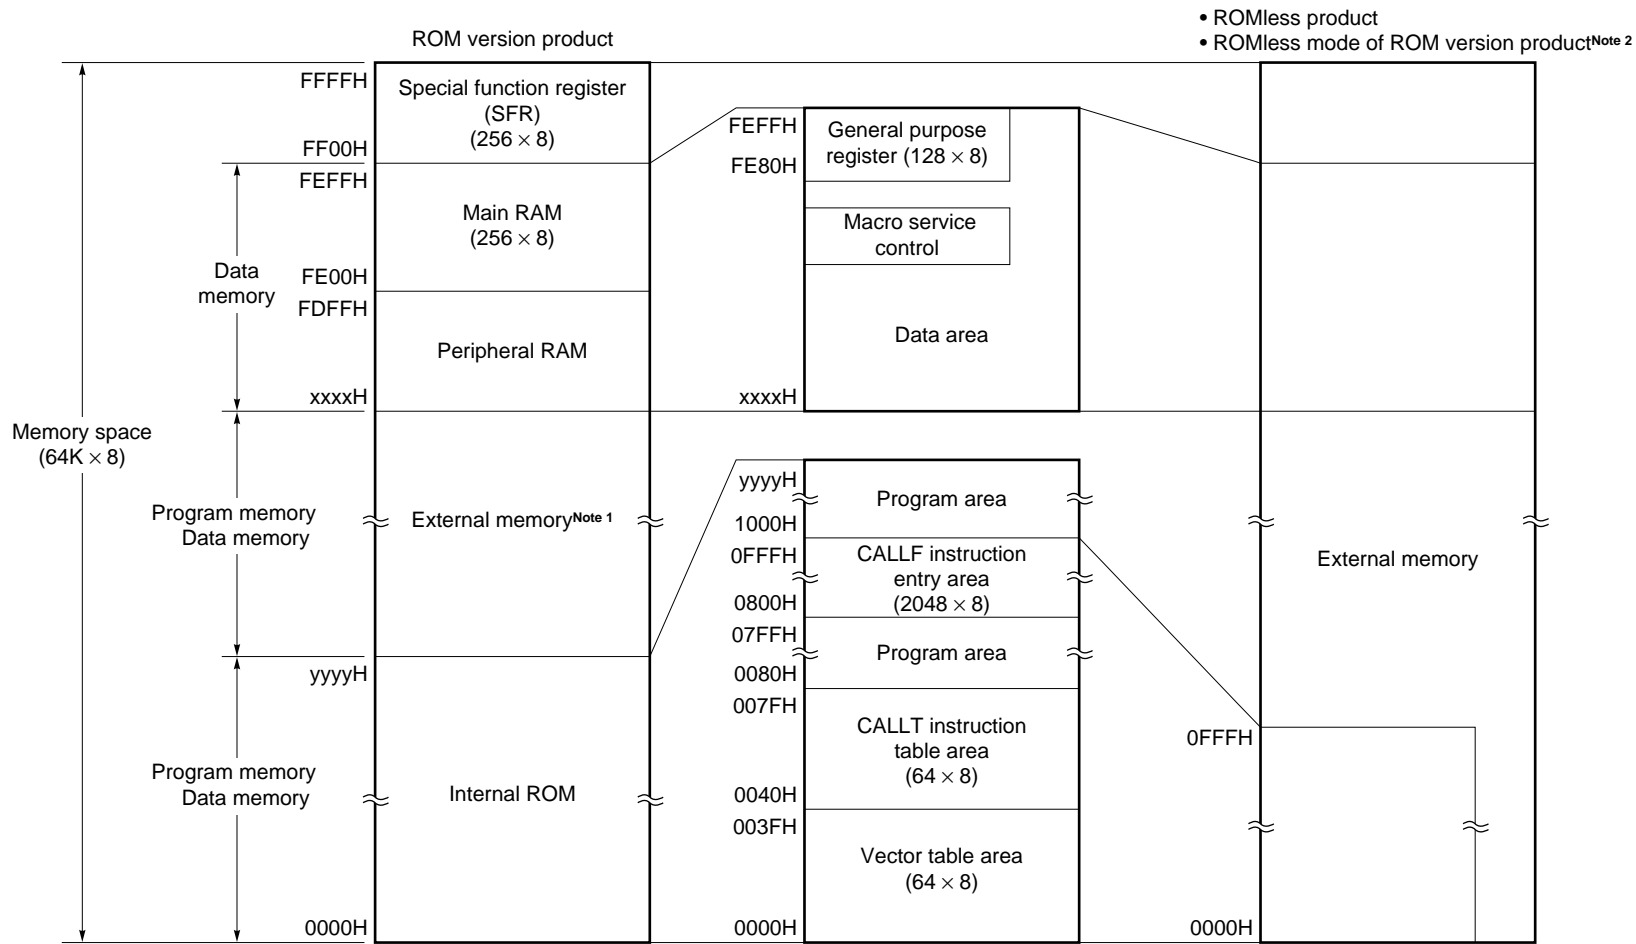 • ROMless product
• ROMless mode of ROM version productNote 2
ROM version product
FFFFH
Special function register
(SFR)
(256 × 8)
FF00H
FEFFH
Main RAM
(256 × 8)
FE00H
FDFFH
Peripheral RAM
xxxxH
Data
memory
Memory space
(64K × 8)
Program memory
Data memory
External memoryNote 1
yyyyH
Program memory
Data memory
Internal ROM
0000H
FEFFH
General purpose
register (128 × 8)
FE80H
Macro service
control
Data area
xxxxH
yyyyH
Program area
1000H
0FFFH
CALLF instruction
entry area
(2048 × 8)
0800H
07FFH
Program area
0080H
007FH
CALLT instruction
table area
(64 × 8)
0040H
003FH
Vector table area
(64 × 8)
0000H
External memory
0FFFH
0000H